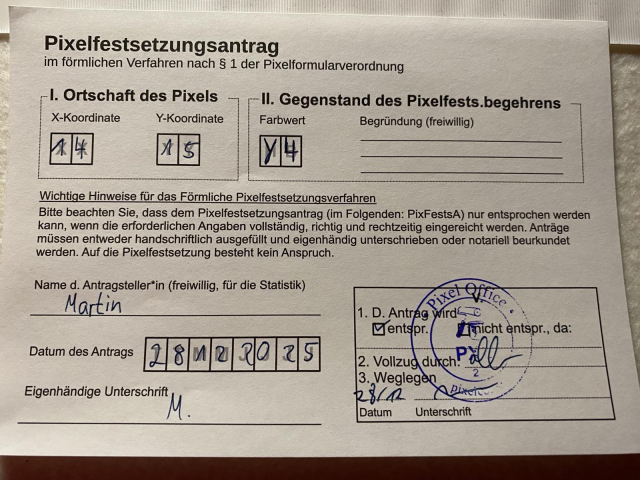 Pixelfestsetzungsantrag
im förmlichen Verfahren nach § 1 der Pixelformularverordnung
I. Ortschaft des Pixels
X-Koordinate Y-Koordinate
14 15
II. Gegenstand des Pixelfests.begehrens
Farbwert Begründung (freiwillig)
Y4
Wichtige Hinweise für das Förmliche Pixelfestsetzungsverfahren
Bitte beachten Sie, dass dem Pixelfestsetzungsantrag (im Folgenden: PixFestsA) nur entsprochen werden
kann, wenn die erforderlichen Angaben vollständig, richtig und rechtzeitig eingereicht werden. Anträge
müssen entweder handschriftlich ausgefüllt und eigenhändig unterschrieben oder notariell beurkundet
werden. Auf die Pixelfestsetzung besteht kein Anspruch.
Name d. Antragsteller*in (freiwillig, für die Statistik)
Martin
Datum des Antrags 28122025
Eigenhändige Unterschrift M.
1. D. Antrag wird
entspr. nicht entspr., da:
2. Vollzug durch:
3. Weglegen
28/12
Datum Unterschrift
Pixel Office